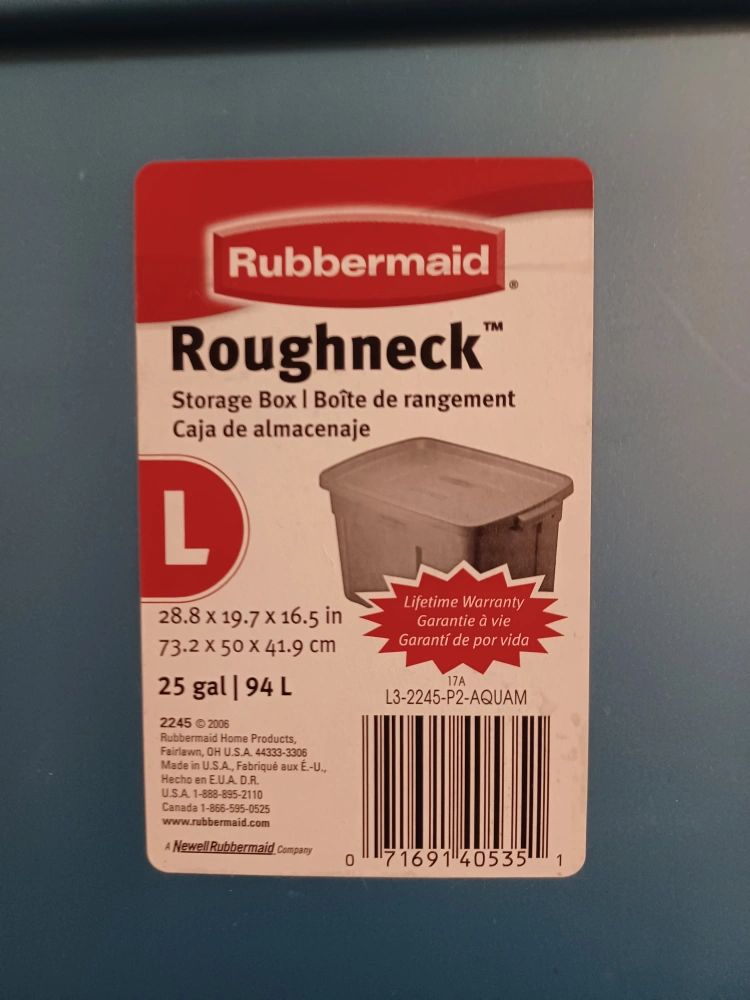 Rubbermaid®
Roughneck™
Storage Box | Boîte de rangement
Caja de almacenaje
L
28.8 x 19.7 x 16.5 in
73.2 x 50 x 41.9 cm
25 gal | 94 L
Lifetime Warranty
Garantie à vie
Garantí de por vida
17A
L3-2245-P2-AQUAM
2245 © 2006
Rubbermaid Home Products,
Fairlawn, OH U.S.A. 44333-3306
Made in U.S.A., Fabriqué aux É.-U.,
Hecho en E.U.A. D.R.
U.S.A. 1-888-895-2110
Canada 1-866-595-0525
www.rubbermaid.com
A NewellRubbermaid Company
0 71691 40535 1